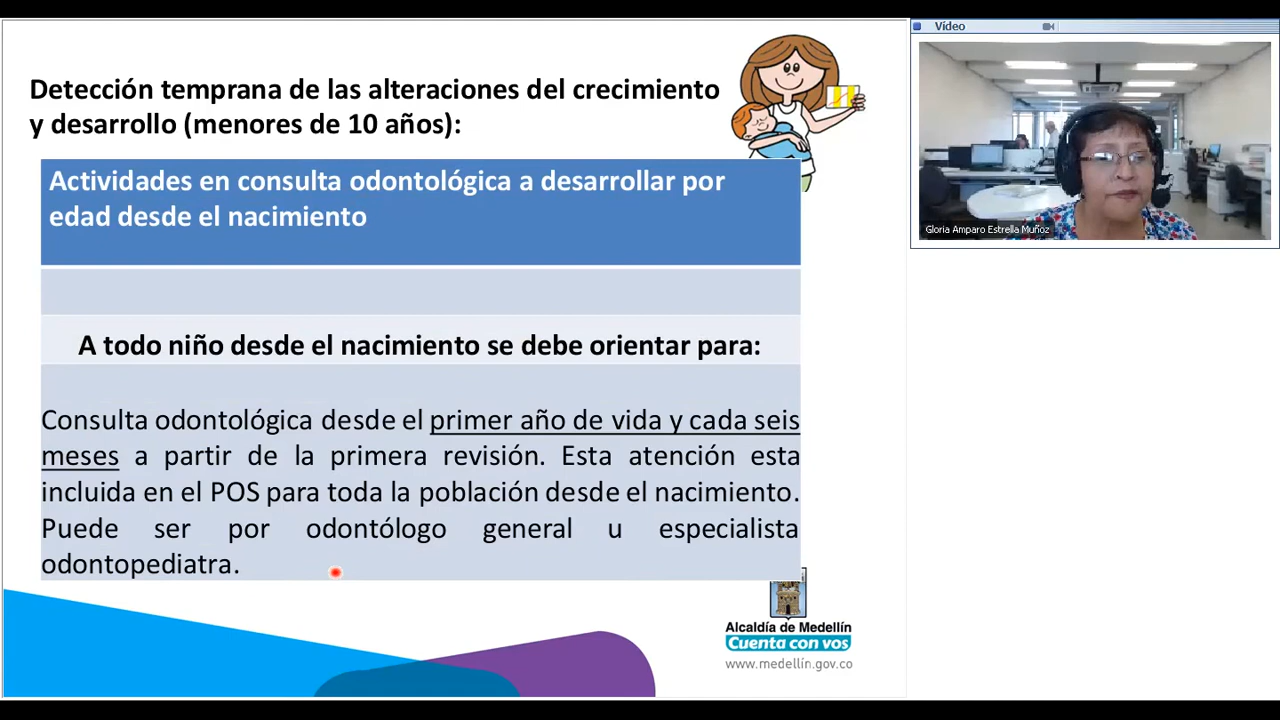 Vídeo
Detección temprana de las alteraciones del crecimiento
y desarrollo (menores de 10 años):
Actividades en consulta odontológica a desarrollar por
edad desde el nacimiento
Gloria Amparo Estrella Muñoz
A todo niño desde el nacimiento se debe orientar para:
Consulta odontológica desde el primer año de vida y cada seis
meses a partir de la primera revisión. Esta atención esta
incluida en el POS para toda la población desde el nacimiento.
Puede ser por odontólogo general u especialista
odontopediatra.
Alcaldía de Medellín
Cuenta con vos
www.medellín.gov.co